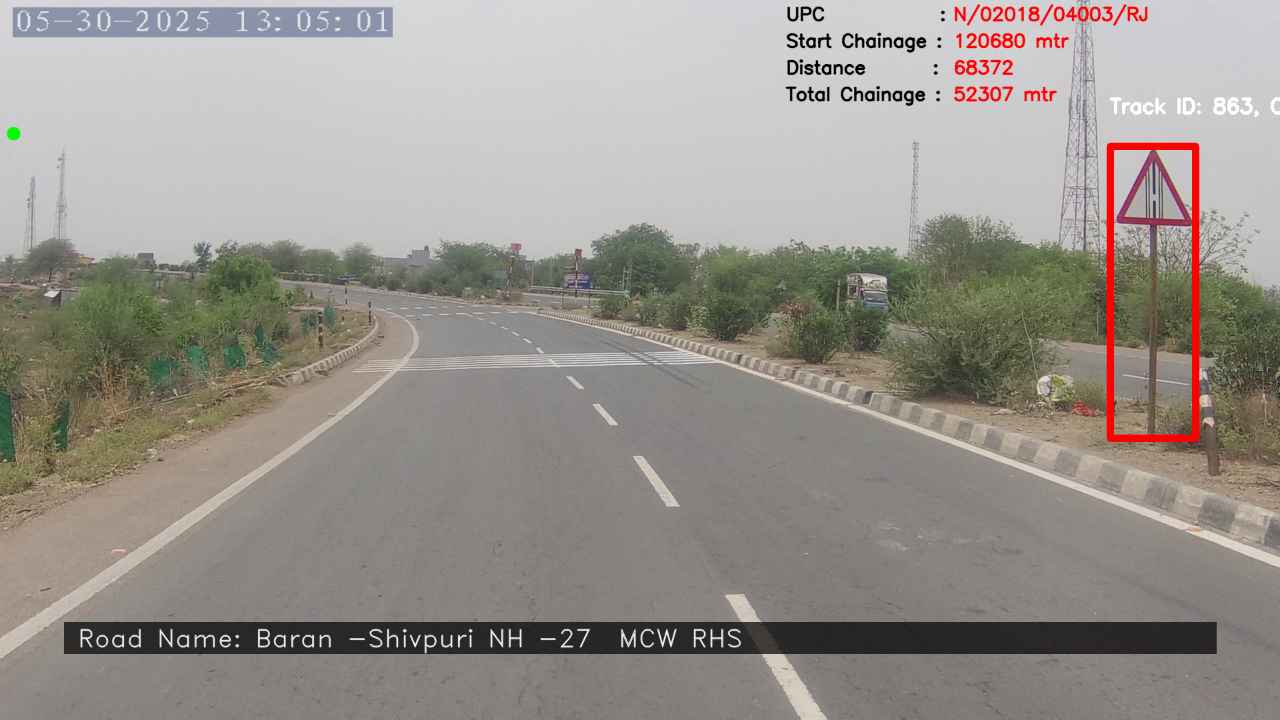 05-30-2025 13:05:01
UPC : N/02018/04003/RJ
Start Chainage : 120680 mtr
Distance : 68372
Total Chainage : 52307 mtr
Track ID: 863,
Road Name: Baran -Shivpuri NH -27 MCW RHS